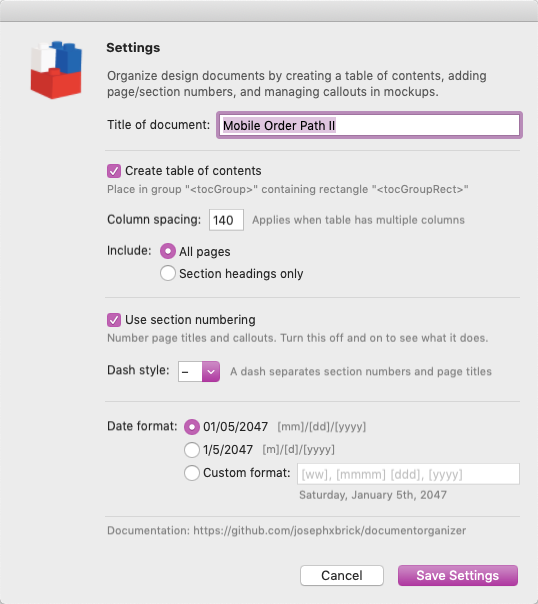 Settings
Organize design documents by creating a table of contents, adding
page/section numbers, and managing callouts in mockups.
Title of document: Mobile Order Path II
Create table of contents
Place in group "<tocGroup>" containing rectangle "<tocGroupRect>"
Column spacing: 140 Applies when table has multiple columns
Include: All pages
Section headings only
Use section numbering
Number page titles and callouts. Turn this off and on to see what it does.
Dash style: – A dash separates section numbers and page titles
Date format: 01/05/2047 [mm]/[dd]/[yyyy]
1/5/2047 [m]/[d]/[yyyy]
Custom format: [ww], [mmmm] [ddd], [yyyy]
Saturday, January 5th, 2047
Documentation: https://github.com/josephxbrick/documentorganizer
Cancel Save Settings